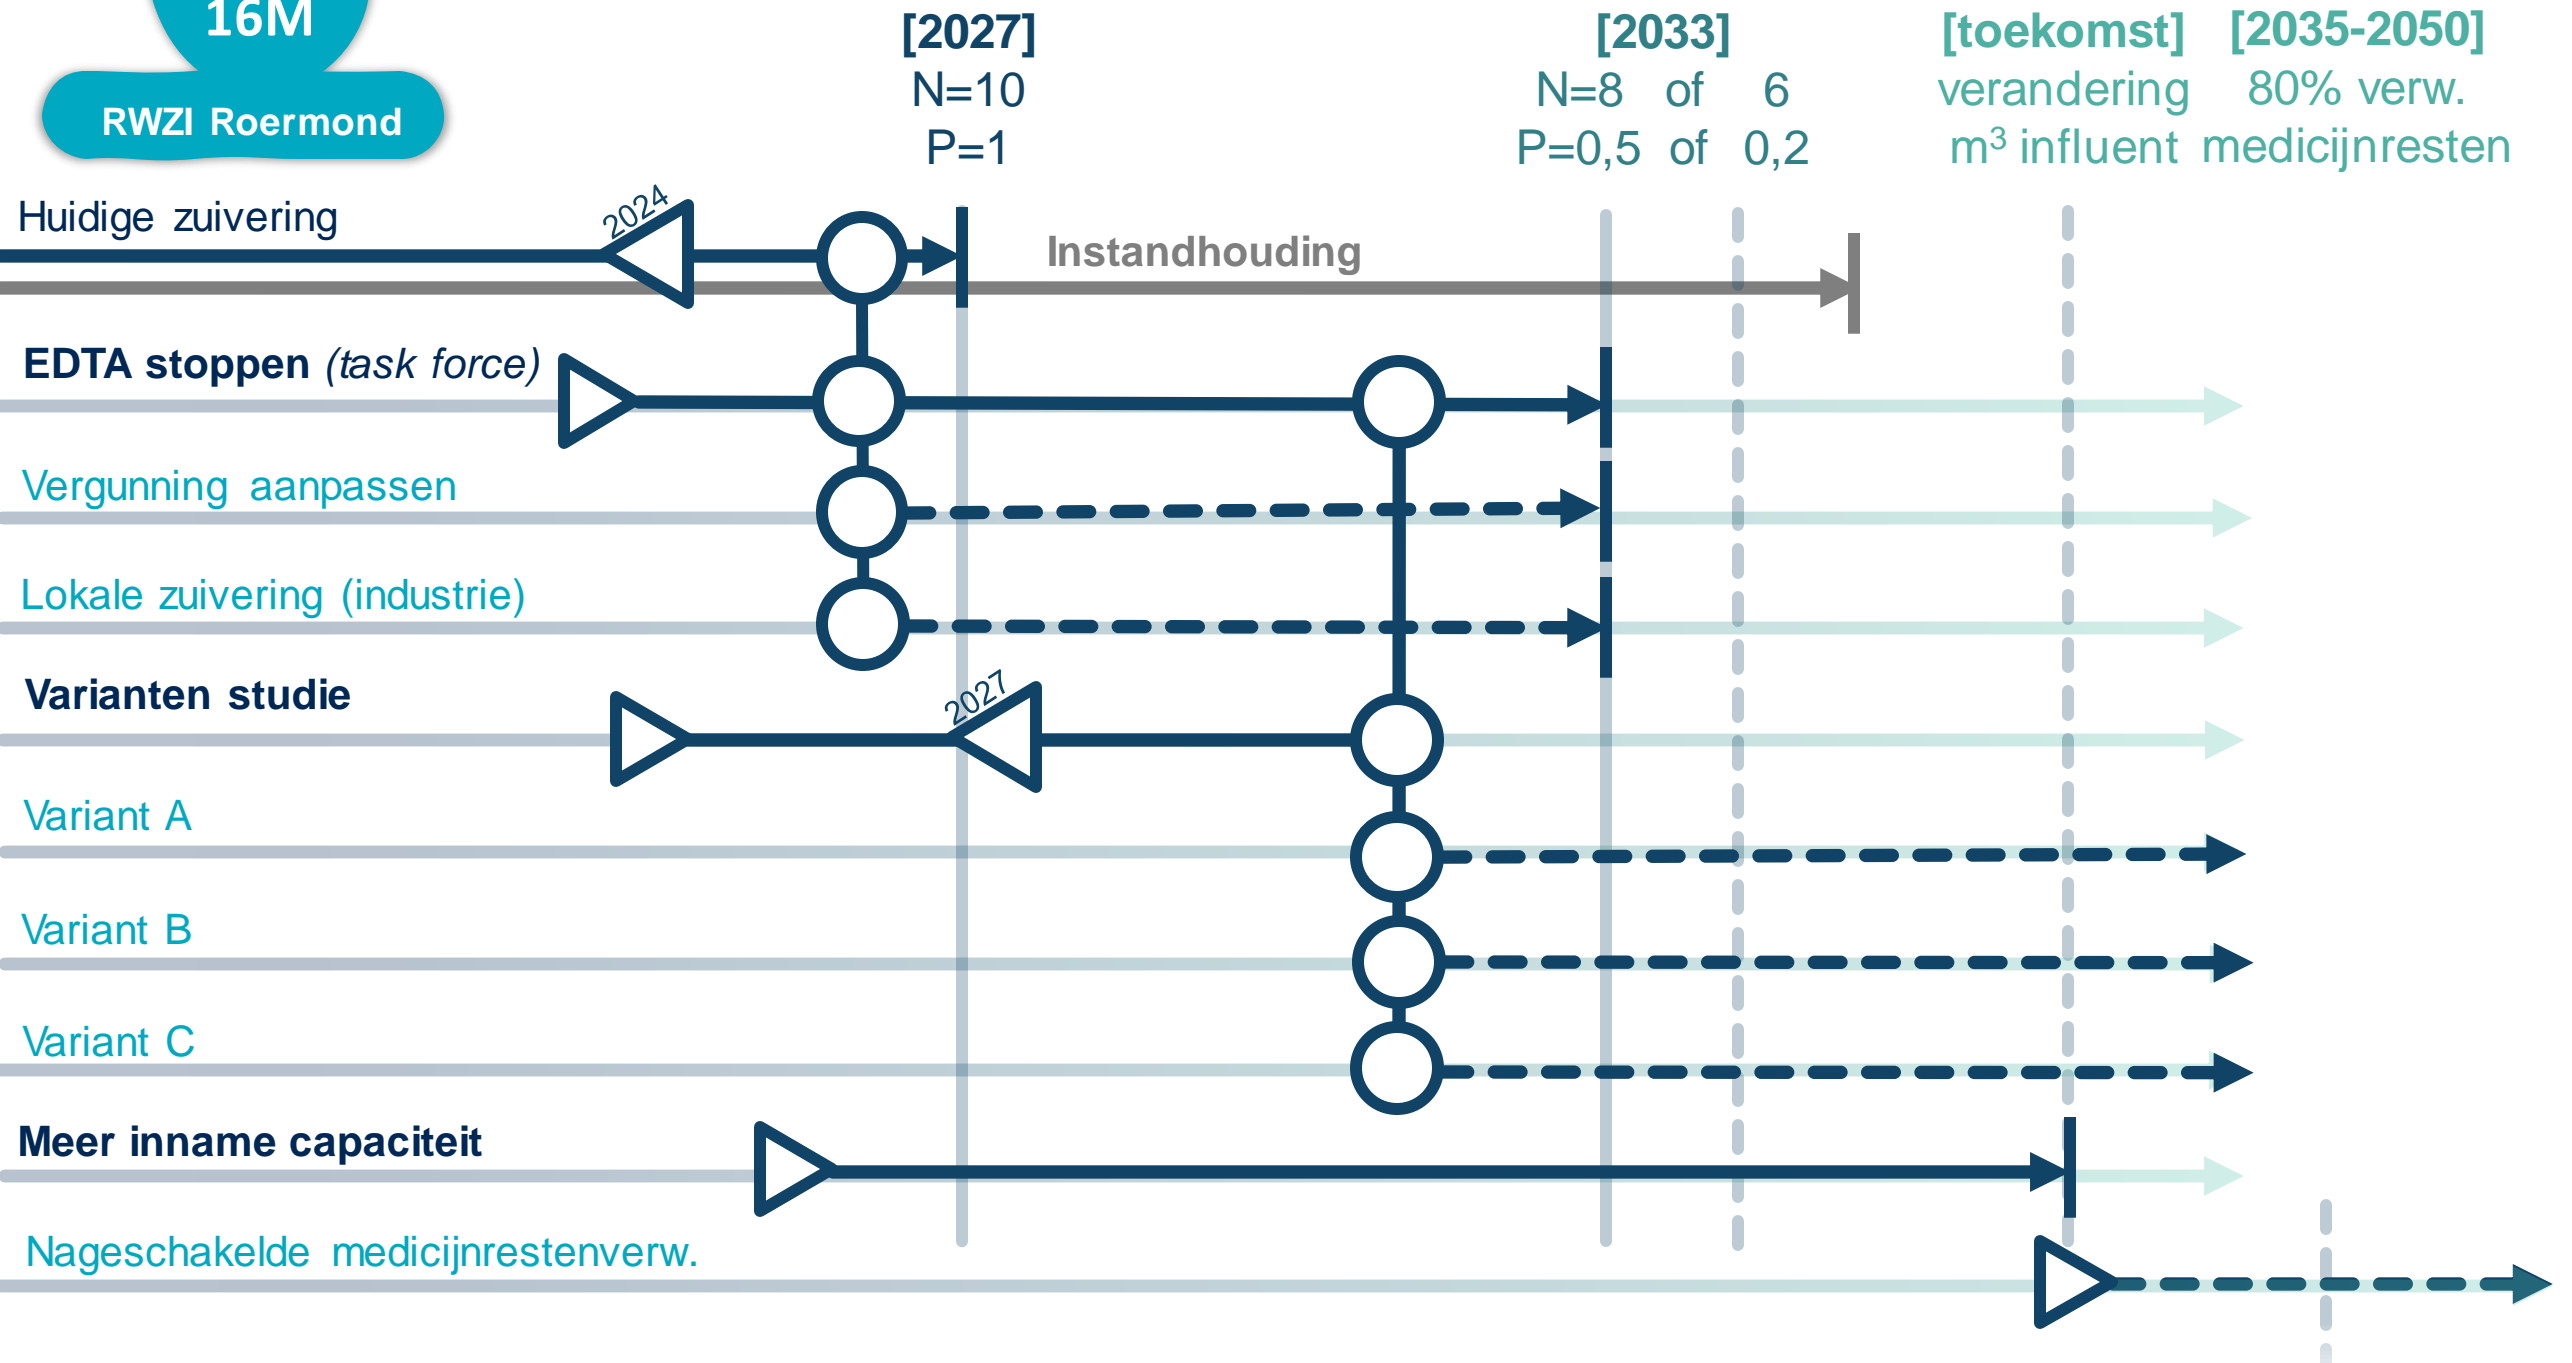 16M
RWZI Roermond
[2027]
N=10
P=1
[2033]
N=8 of 6
P=0,5 of 0,2
[toekomst]
verandering
m³ influent
[2035-2050]
80% verw.
medicijnresten
Huidige zuivering
2024
Instandhouding
EDTA stoppen (task force)
Vergunning aanpassen
Lokale zuivering (industrie)
Varianten studie
2027
Variant A
Variant B
Variant C
Meer inname capaciteit
Nageschakelde medicijnrestenverw.